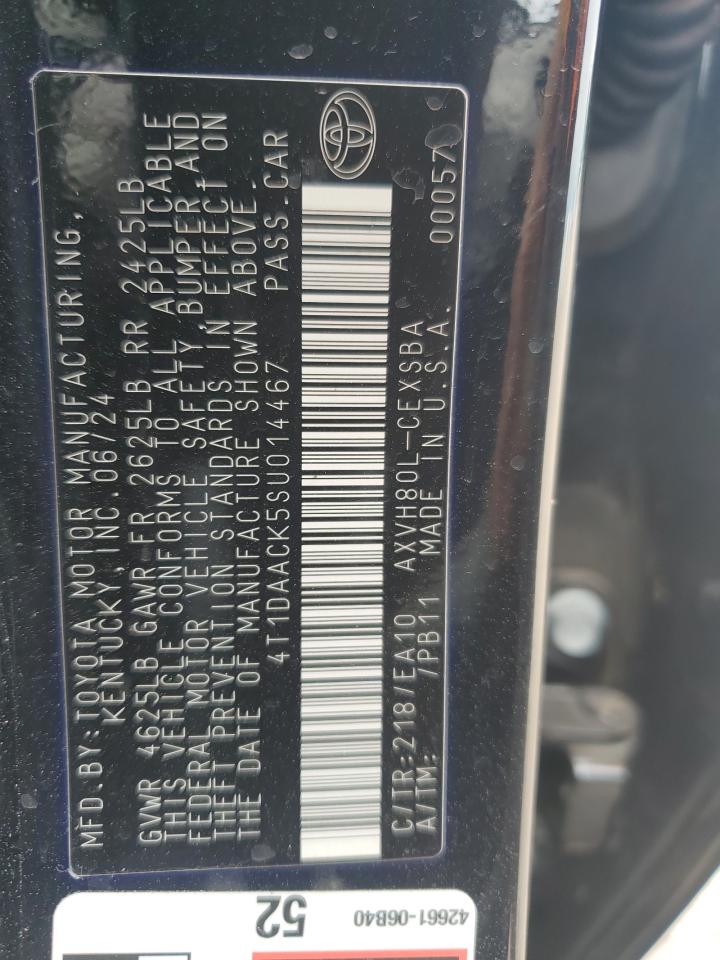 MFD.BY:TOYOTA MOTOR MANUFACTURING,
KENTUCKY, INC.06/24
GVWR 4625LB GAWR FR 2625LB RR 2425LB
THIS VEHICLE CONFORMS TO ALL APPLICABLE
FEDERAL MOTOR VEHICLE SAFETY, BUMPER, AND
THEFT PREVENTION STANDARDS IN EFFECT ON
THE DATE OF MANUFACTURE SHOWN ABOVE.
4T1DAACK5SU014467 PASS.CAR
C/TR:218/EA10 AXVH80L-CEXSBA
A/TM: /PB11 MADE IN U.S.A. 00057
52
42661-06B40